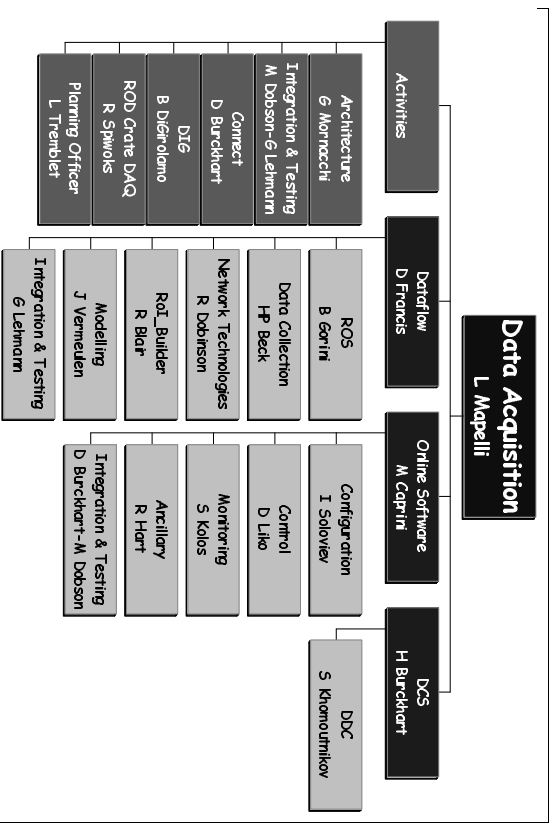 Data Acquisition
L Mapelli
Activities
Architecture
G Mornacchi
Integration & Testing
M Dobson-G Lehmann
Connect
D Burckhart
DIG
B DiGirolamo
ROD Crate DAQ
R Spiwoks
Planning Officer
L Tremblet
Dataflow
D Francis
ROS
B Gorini
Data Collection
HP Beck
Network Technologies
R Dobinson
RoI_Builder
R Blair
Modelling
J Vermeulen
Integration & Testing
G Lehmann
Online Software
M Caprini
Configuration
I Soloviev
Control
D Liko
Monitoring
S Kolos
Ancillary
R Hart
Integration & Testing
D Burckhart-M Dobson
DCS
H Burckhart
DDC
S Khomoutnikov